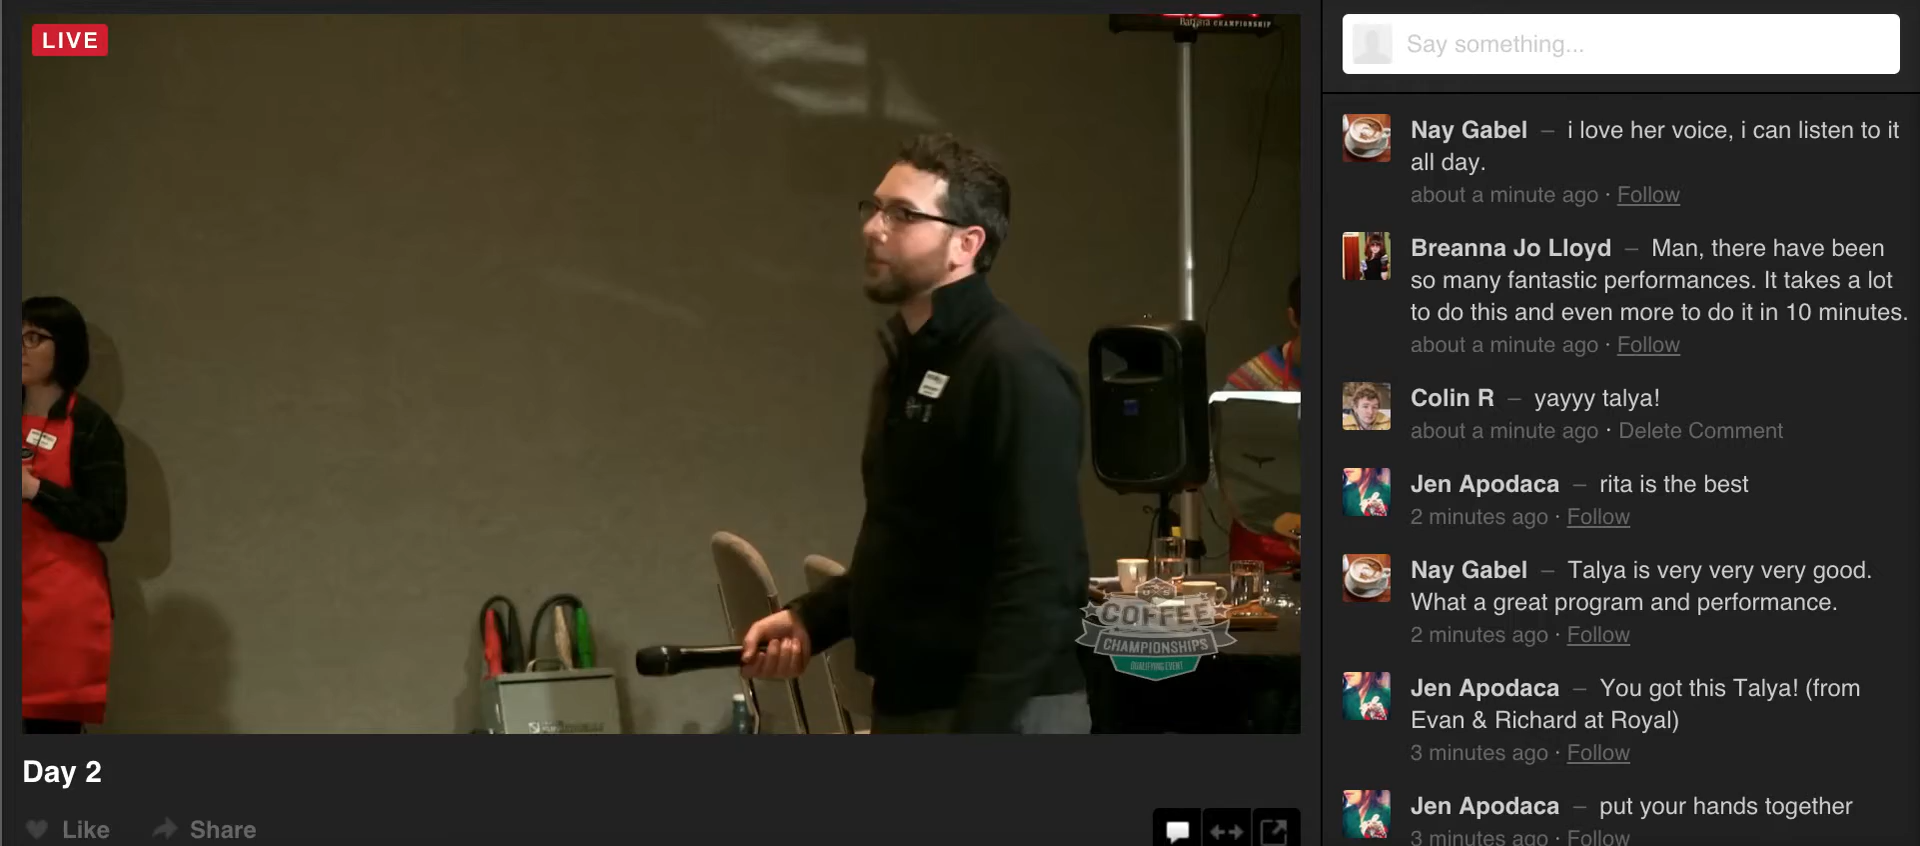 LIVE
Barista CHAMPIONSHIP
U S
COFFEE
CHAMPIONSHIPS
QUALIFYING EVENT
Day 2
Like
Share
Say something...
Nay Gabel – i love her voice, i can listen to it
all day.
about a minute ago · Follow
Breanna Jo Lloyd – Man, there have been
so many fantastic performances. It takes a lot
to do this and even more to do it in 10 minutes.
about a minute ago · Follow
Colin R – yayyy talya!
about a minute ago · Delete Comment
Jen Apodaca – rita is the best
2 minutes ago · Follow
Nay Gabel – Talya is very very very good.
What a great program and performance.
2 minutes ago · Follow
Jen Apodaca – You got this Talya! (from
Evan & Richard at Royal)
3 minutes ago · Follow
Jen Apodaca – put your hands together
3 minutes ago · Follow